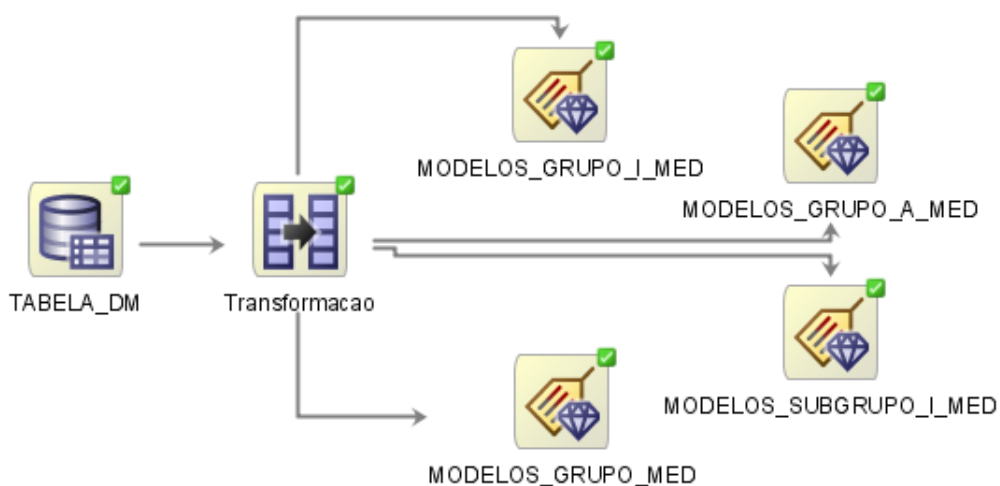 MODELOS_GRUPO_I_MED
MODELOS_GRUPO_A_MED
TABELA_DM
Transformacao
MODELOS_SUBGRUPO_I_MED
MODELOS_GRUPO_MED